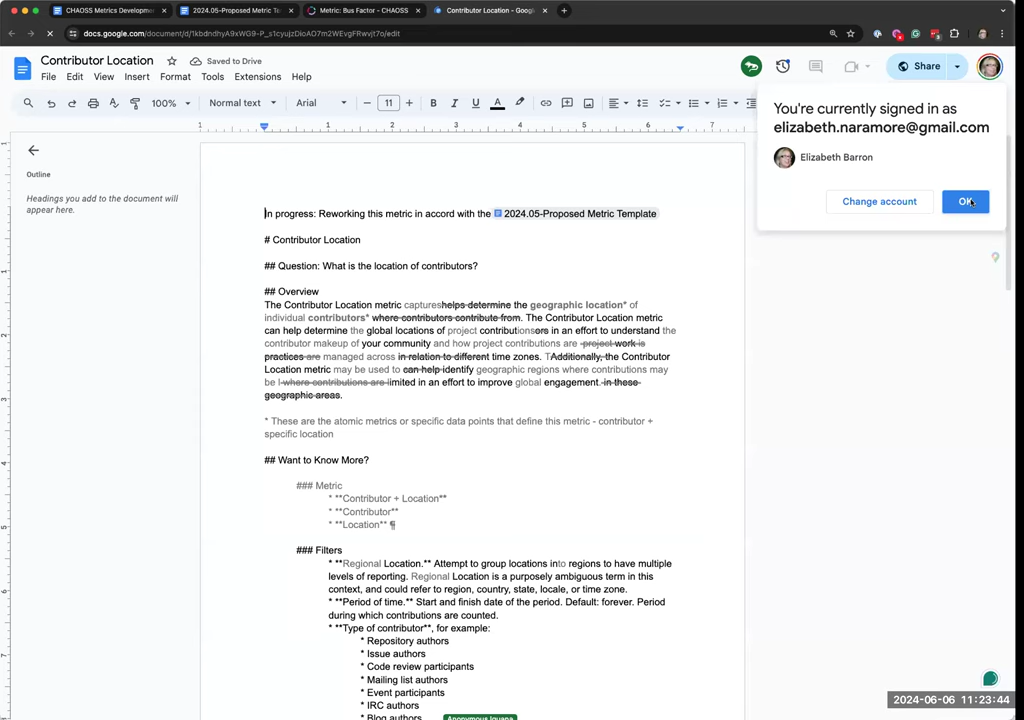 CHAOSS Metrics Developme
2024.05-Proposed Metric Te
Metric: Bus Factor - CHAOSS
Contributor Location - Googl
docs.google.com/document/d/1kbdndhyA9xWG9-P_s1cyujzDioAO7m2WEvgFRwvjt7o/edit
Contributor Location
Saved to Drive
File Edit View Insert Format Tools Extensions Help
Share
100% Normal text Arial 11 B I U A
1 1 2 3 4 5 6 7
You're currently signed in as
elizabeth.naramore@gmail.com
Elizabeth Barron
Change account OK
Outline
Headings you add to the document will
appear here.
In progress: Reworking this metric in accord with the 2024.05-Proposed Metric Template
# Contributor Location
## Question: What is the location of contributors?
## Overview
The Contributor Location metric captureshelps determine the geographic location* of
individual contributors* where contributors contribute from. The Contributor Location metric
can help determine the global locations of project contributionsors in an effort to understand the
contributor makeup of your community and how project contributions are project work is
practices are managed across in relation to different time zones. TAdditionally, the Contributor
Location metric may be used to can help identify geographic regions where contributions may
be l where contributions are limited in an effort to improve global engagement. in these
geographic areas.
* These are the atomic metrics or specific data points that define this metric - contributor +
specific location
## Want to Know More?
### Metric
* **Contributor + Location**
* **Contributor**
* **Location** ¶
### Filters
* **Regional Location.** Attempt to group locations into regions to have multiple
levels of reporting. Regional Location is a purposely ambiguous term in this
context, and could refer to region, country, state, locale, or time zone.
* **Period of time.** Start and finish date of the period. Default: forever. Period
during which contributions are counted.
* **Type of contributor**, for example:
* Repository authors
* Issue authors
* Code review participants
* Mailing list authors
* Event participants
* IRC authors
* Blog authors
Anonymous Iguana
2024-06-06 11:23:44